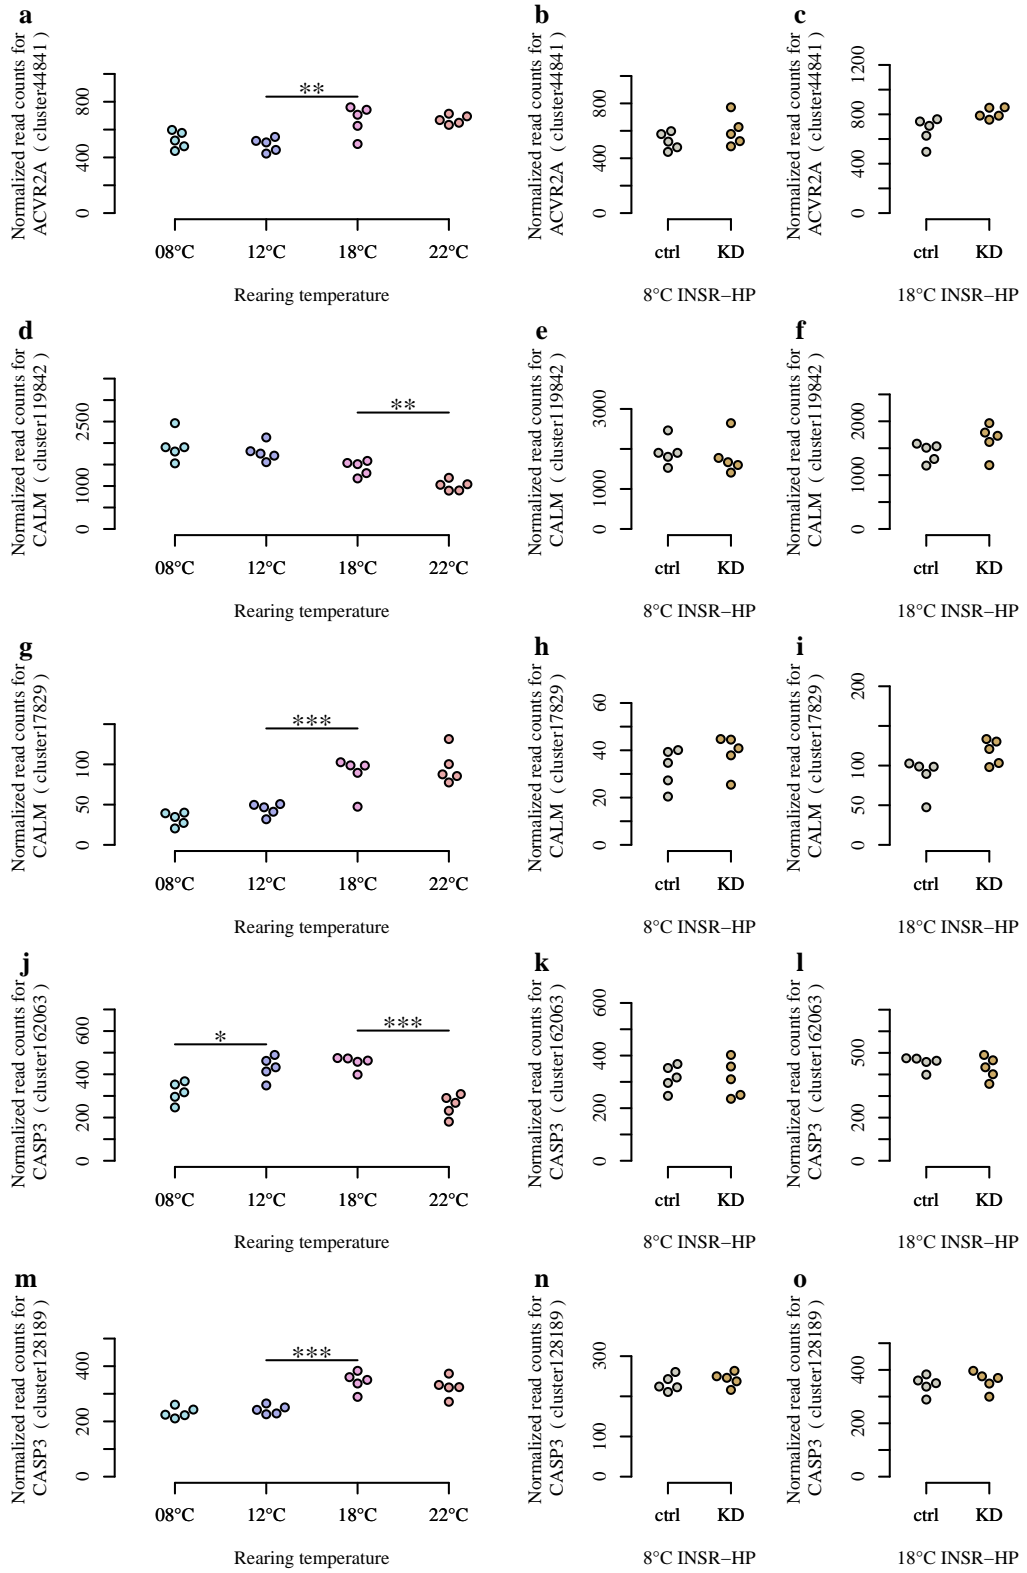 a
Normalized read counts for
ACVR2A ( cluster44841 )
0 400 800
**
08°C 12°C 18°C 22°C
Rearing temperature
b
Normalized read counts for
ACVR2A ( cluster44841 )
0 400 800
ctrl KD
8°C INSR−HP
c
Normalized read counts for
ACVR2A ( cluster44841 )
0 400 800 1200
ctrl KD
18°C INSR−HP
d
Normalized read counts for
CALM ( cluster119842 )
0 1000 2500
**
08°C 12°C 18°C 22°C
Rearing temperature
e
Normalized read counts for
CALM ( cluster119842 )
0 1000 3000
ctrl KD
8°C INSR−HP
f
Normalized read counts for
CALM ( cluster119842 )
0 1000 2000
ctrl KD
18°C INSR−HP
g
Normalized read counts for
CALM ( cluster17829 )
0 50 100
***
08°C 12°C 18°C 22°C
Rearing temperature
h
Normalized read counts for
CALM ( cluster17829 )
0 20 40 60
ctrl KD
8°C INSR−HP
i
Normalized read counts for
CALM ( cluster17829 )
0 50 100 200
ctrl KD
18°C INSR−HP
j
Normalized read counts for
CASP3 ( cluster162063 )
0 200 400 600
* ***
08°C 12°C 18°C 22°C
Rearing temperature
k
Normalized read counts for
CASP3 ( cluster162063 )
0 200 400 600
ctrl KD
8°C INSR−HP
l
Normalized read counts for
CASP3 ( cluster162063 )
0 200 500
ctrl KD
18°C INSR−HP
m
Normalized read counts for
CASP3 ( cluster128189 )
0 200 400
***
08°C 12°C 18°C 22°C
Rearing temperature
n
Normalized read counts for
CASP3 ( cluster128189 )
0 100 300
ctrl KD
8°C INSR−HP
o
Normalized read counts for
CASP3 ( cluster128189 )
0 200 400
ctrl KD
18°C INSR−HP